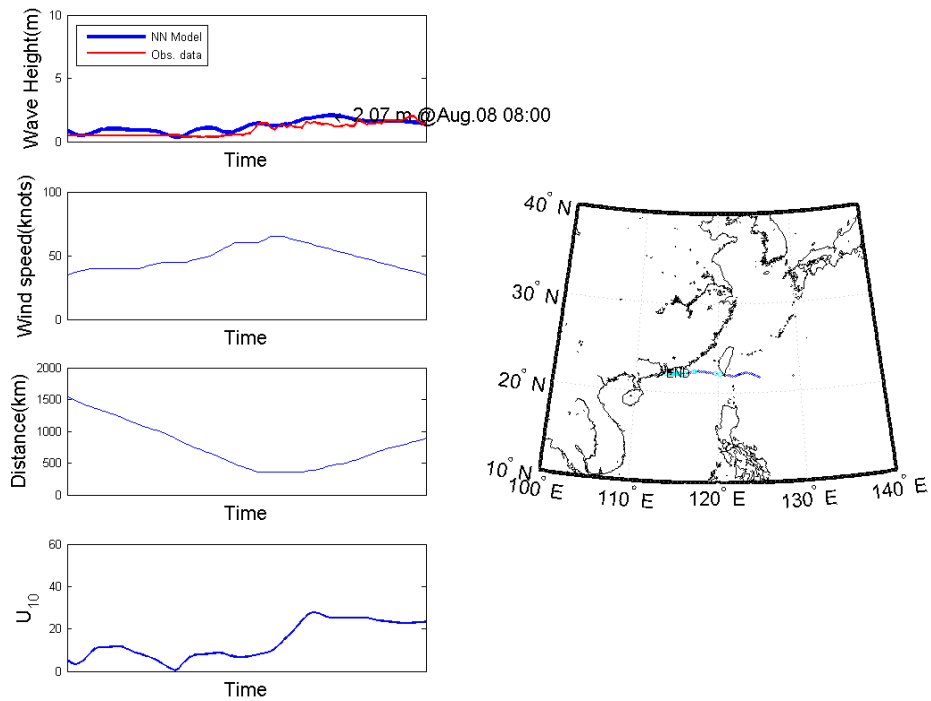 Wave Height(m)
10
5
0
NN Model
Obs. data
2.07 m @Aug.08 08:00
Time
Wind speed(knots)
100
50
0
Time
Distance(km)
2000
1500
1000
500
0
Time
U10
60
40
20
0
Time
40° N
30° N
20° N
10° N
100° E
110° E
120° E
130° E
140° E
END